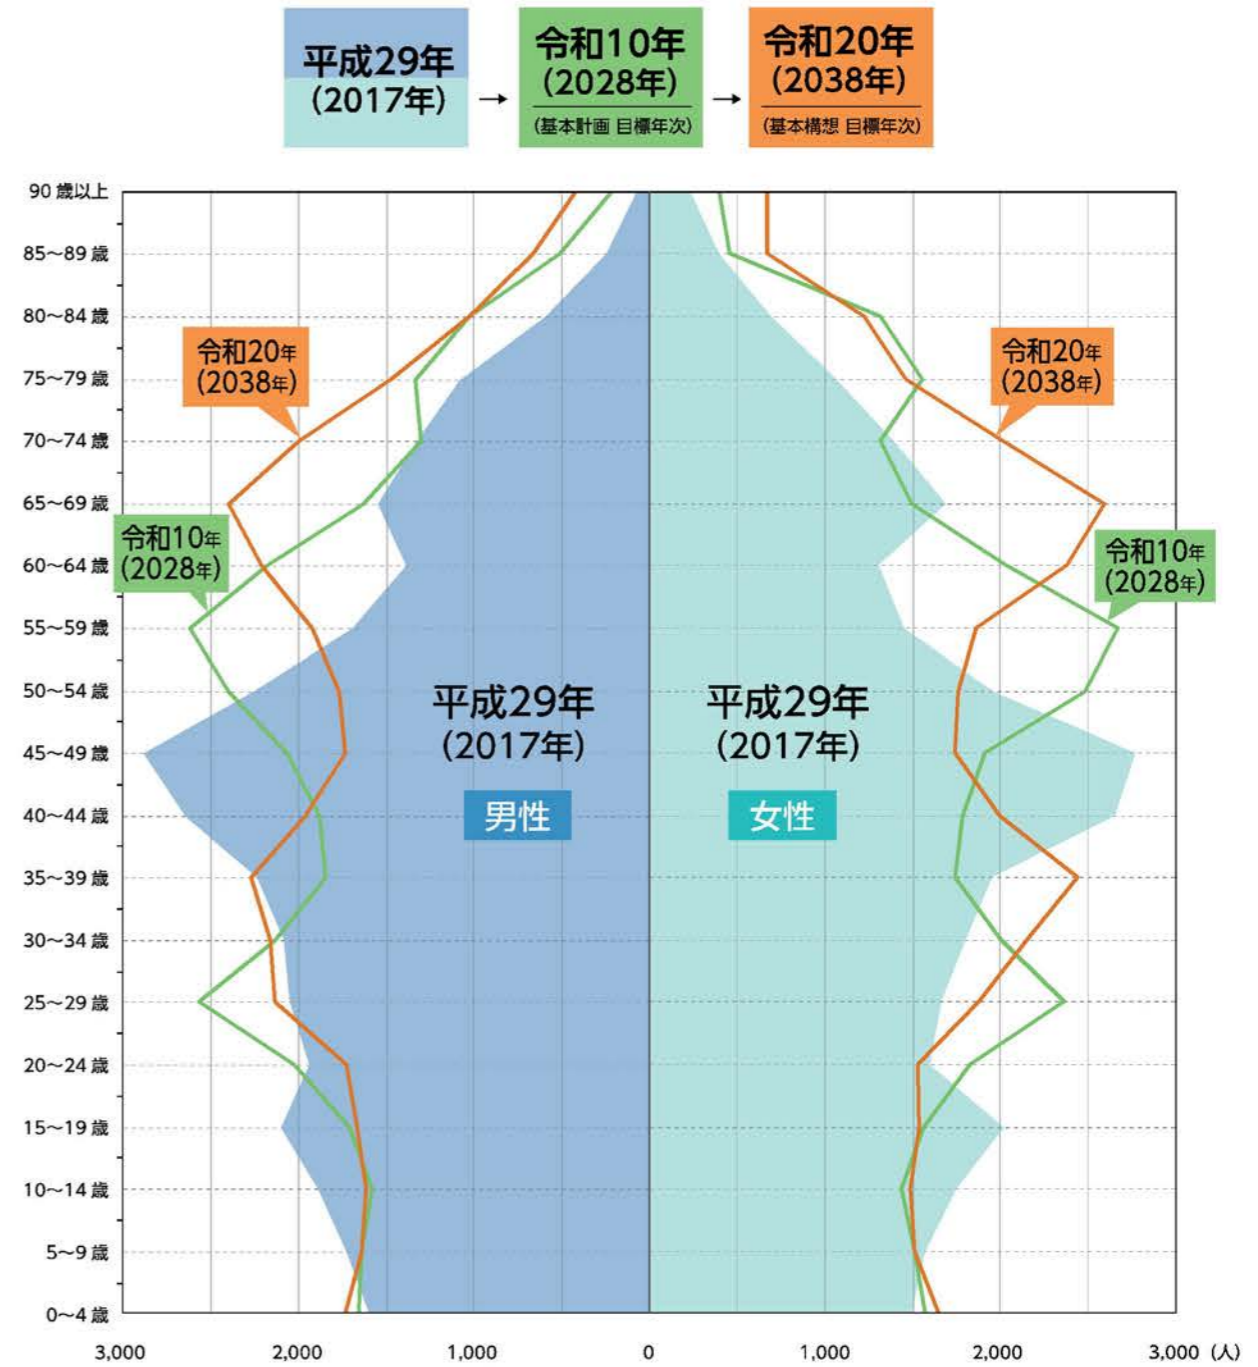 平成29年
(2017年)
→
令和10年
(2028年)
(基本計画 目標年次)
→
令和20年
(2038年)
(基本構想 目標年次)
90 歳以上
85〜89 歳
80〜84 歳
75〜79 歳
70〜74 歳
65〜69 歳
60〜64 歳
55〜59 歳
50〜54 歳
45〜49 歳
40〜44 歳
35〜39 歳
30〜34 歳
25〜29 歳
20〜24 歳
15〜19 歳
10〜14 歳
5〜9 歳
0〜4 歳
令和20年
(2038年)
令和10年
(2028年)
平成29年
(2017年)
男性
平成29年
(2017年)
女性
令和20年
(2038年)
令和10年
(2028年)
3,000 2,000 1,000 0 1,000 2,000 3,000 (人)